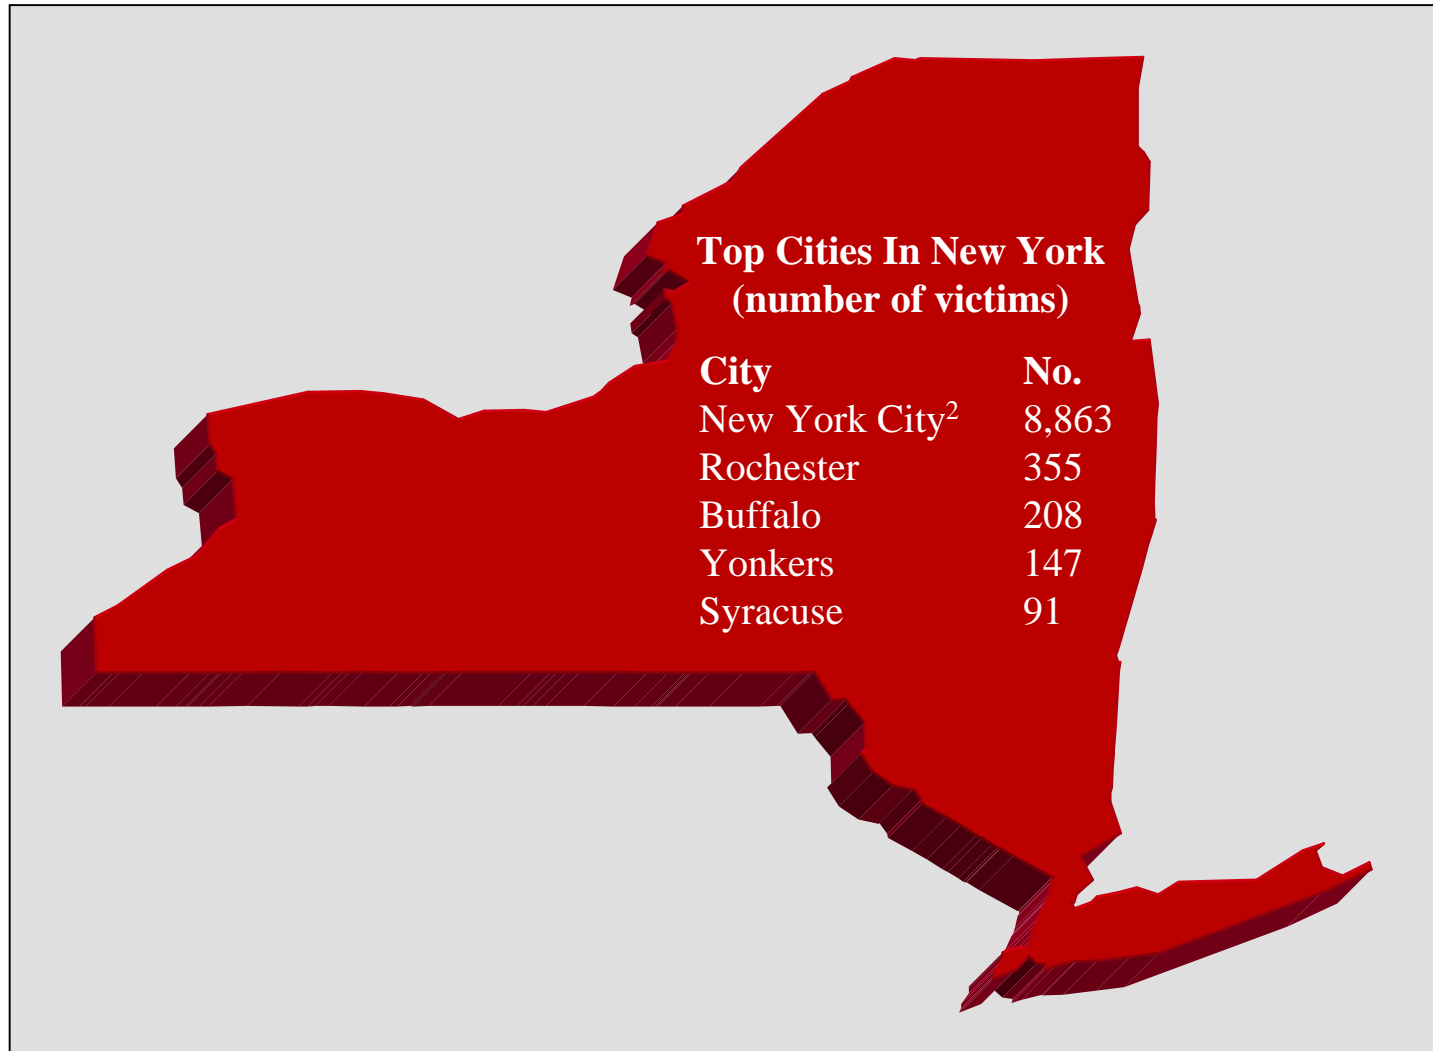 Top Cities In New York
(number of victims)
City No.
New York City² 8,863
Rochester 355
Buffalo 208
Yonkers 147
Syracuse 91